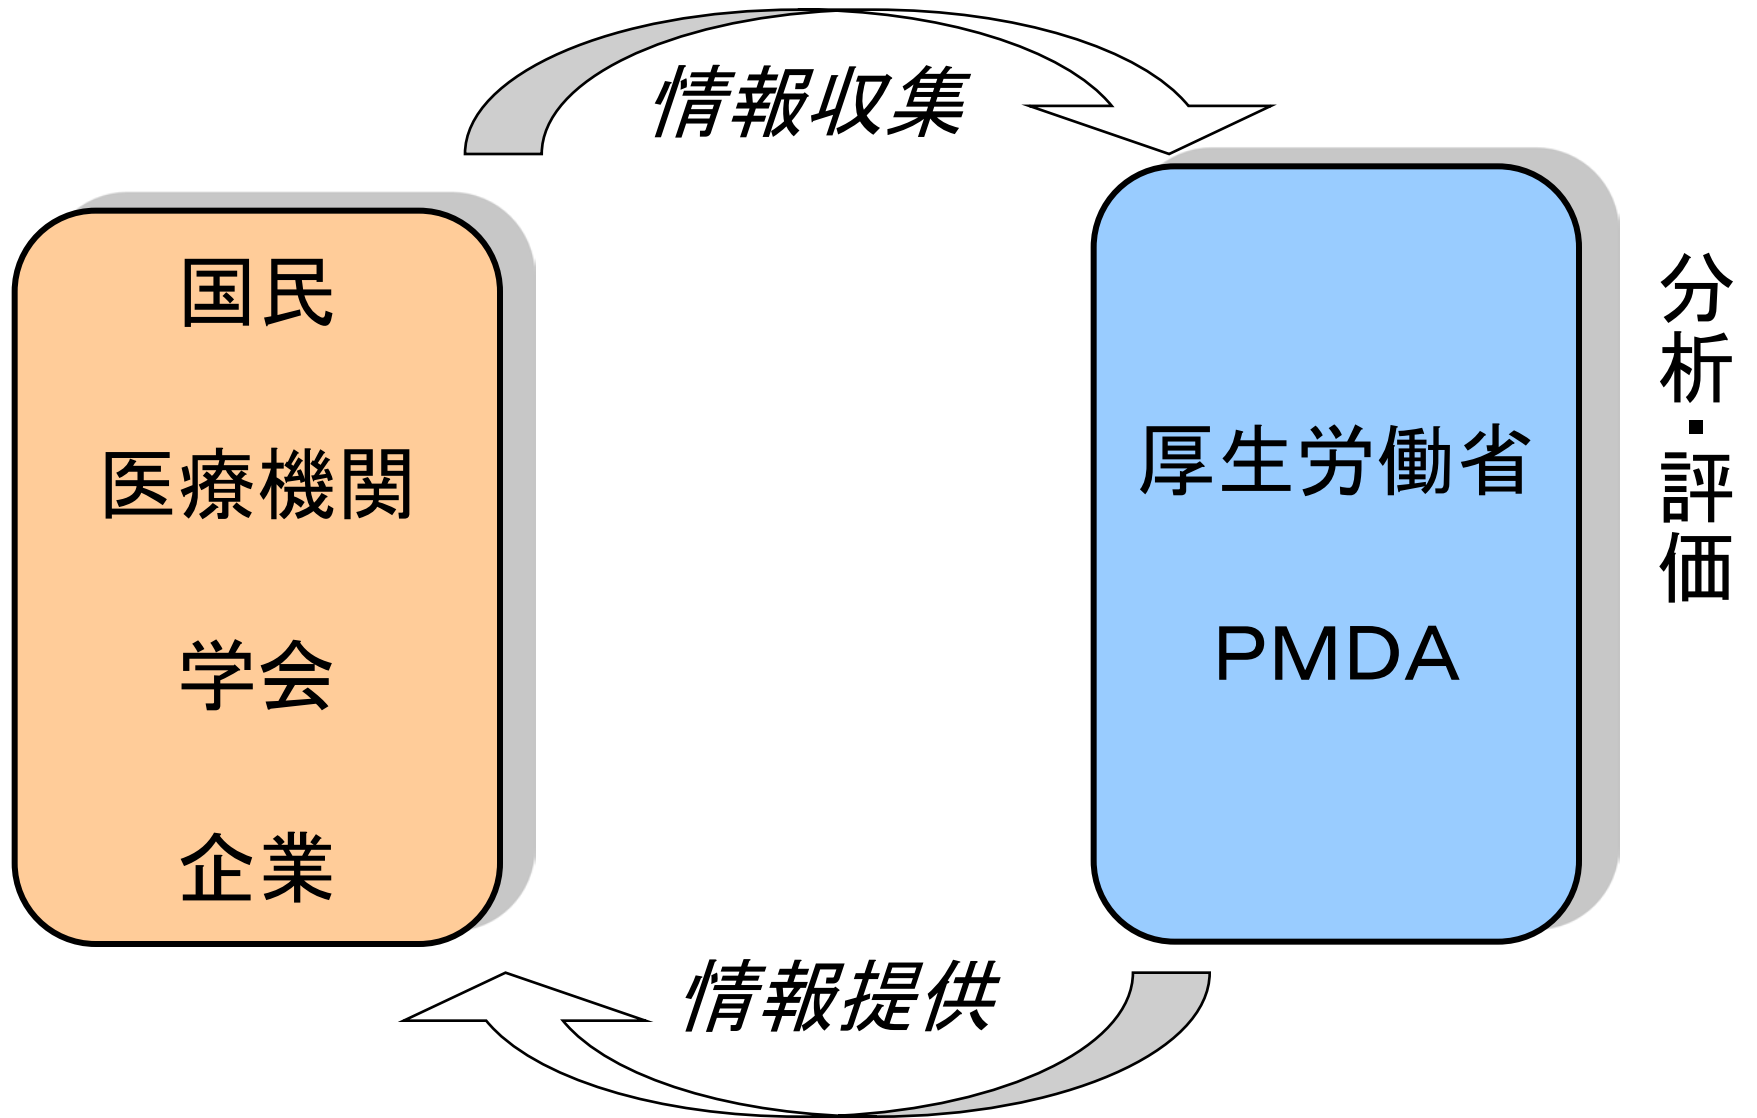 情報収集
国民
医療機関
学会
企業
厚生労働省
ＰＭＤＡ
分析・評価
情報提供